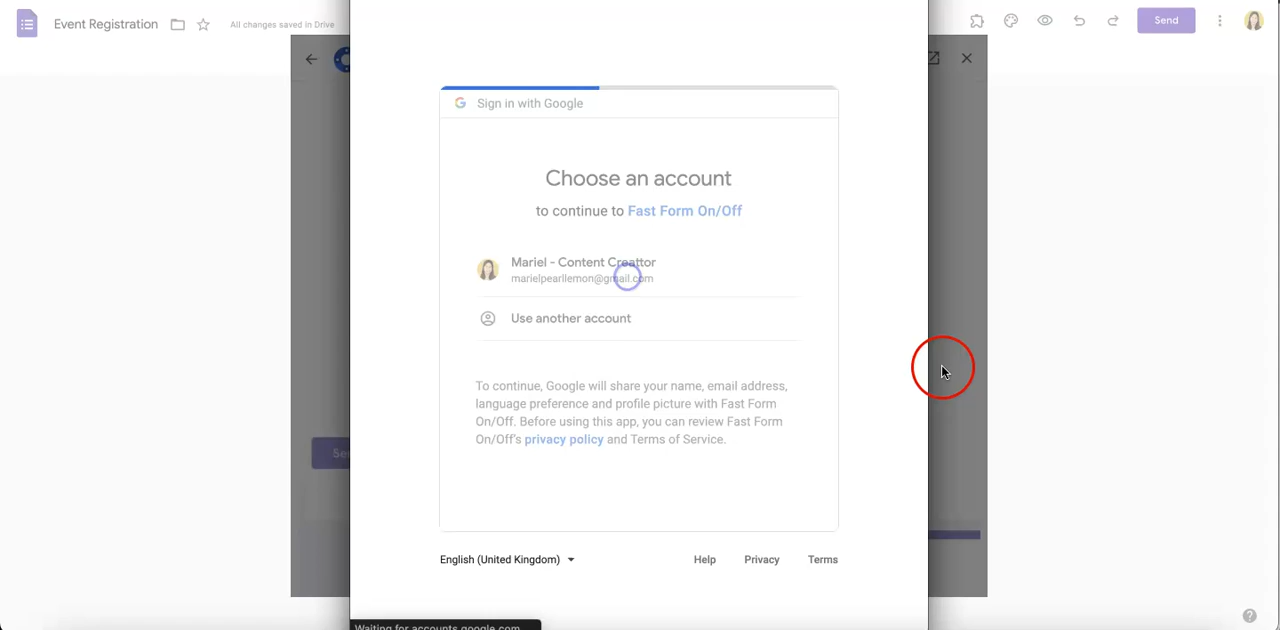 Event Registration
All changes saved in Drive
Send
Sign in with Google
Choose an account
to continue to Fast Form On/Off
Mariel - Content Creattor
marielpearllemon@gmail.com
Use another account
To continue, Google will share your name, email address,
language preference and profile picture with Fast Form
On/Off. Before using this app, you can review Fast Form
On/Off's privacy policy and Terms of Service.
Se
English (United Kingdom)
Help
Privacy
Terms
Waiting for accounts.google.com